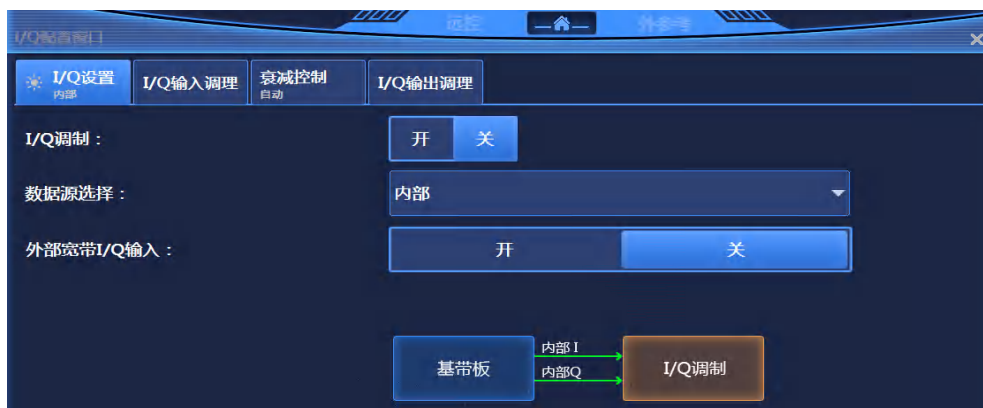 远控
外参考
I/Q配置窗口
I/Q设置
内部
I/Q输入调理
衰减控制
自动
I/Q输出调理
I/Q调制：
开
关
数据源选择：
内部
外部宽带I/Q输入：
开
关
基带板
内部 I
内部Q
I/Q调制